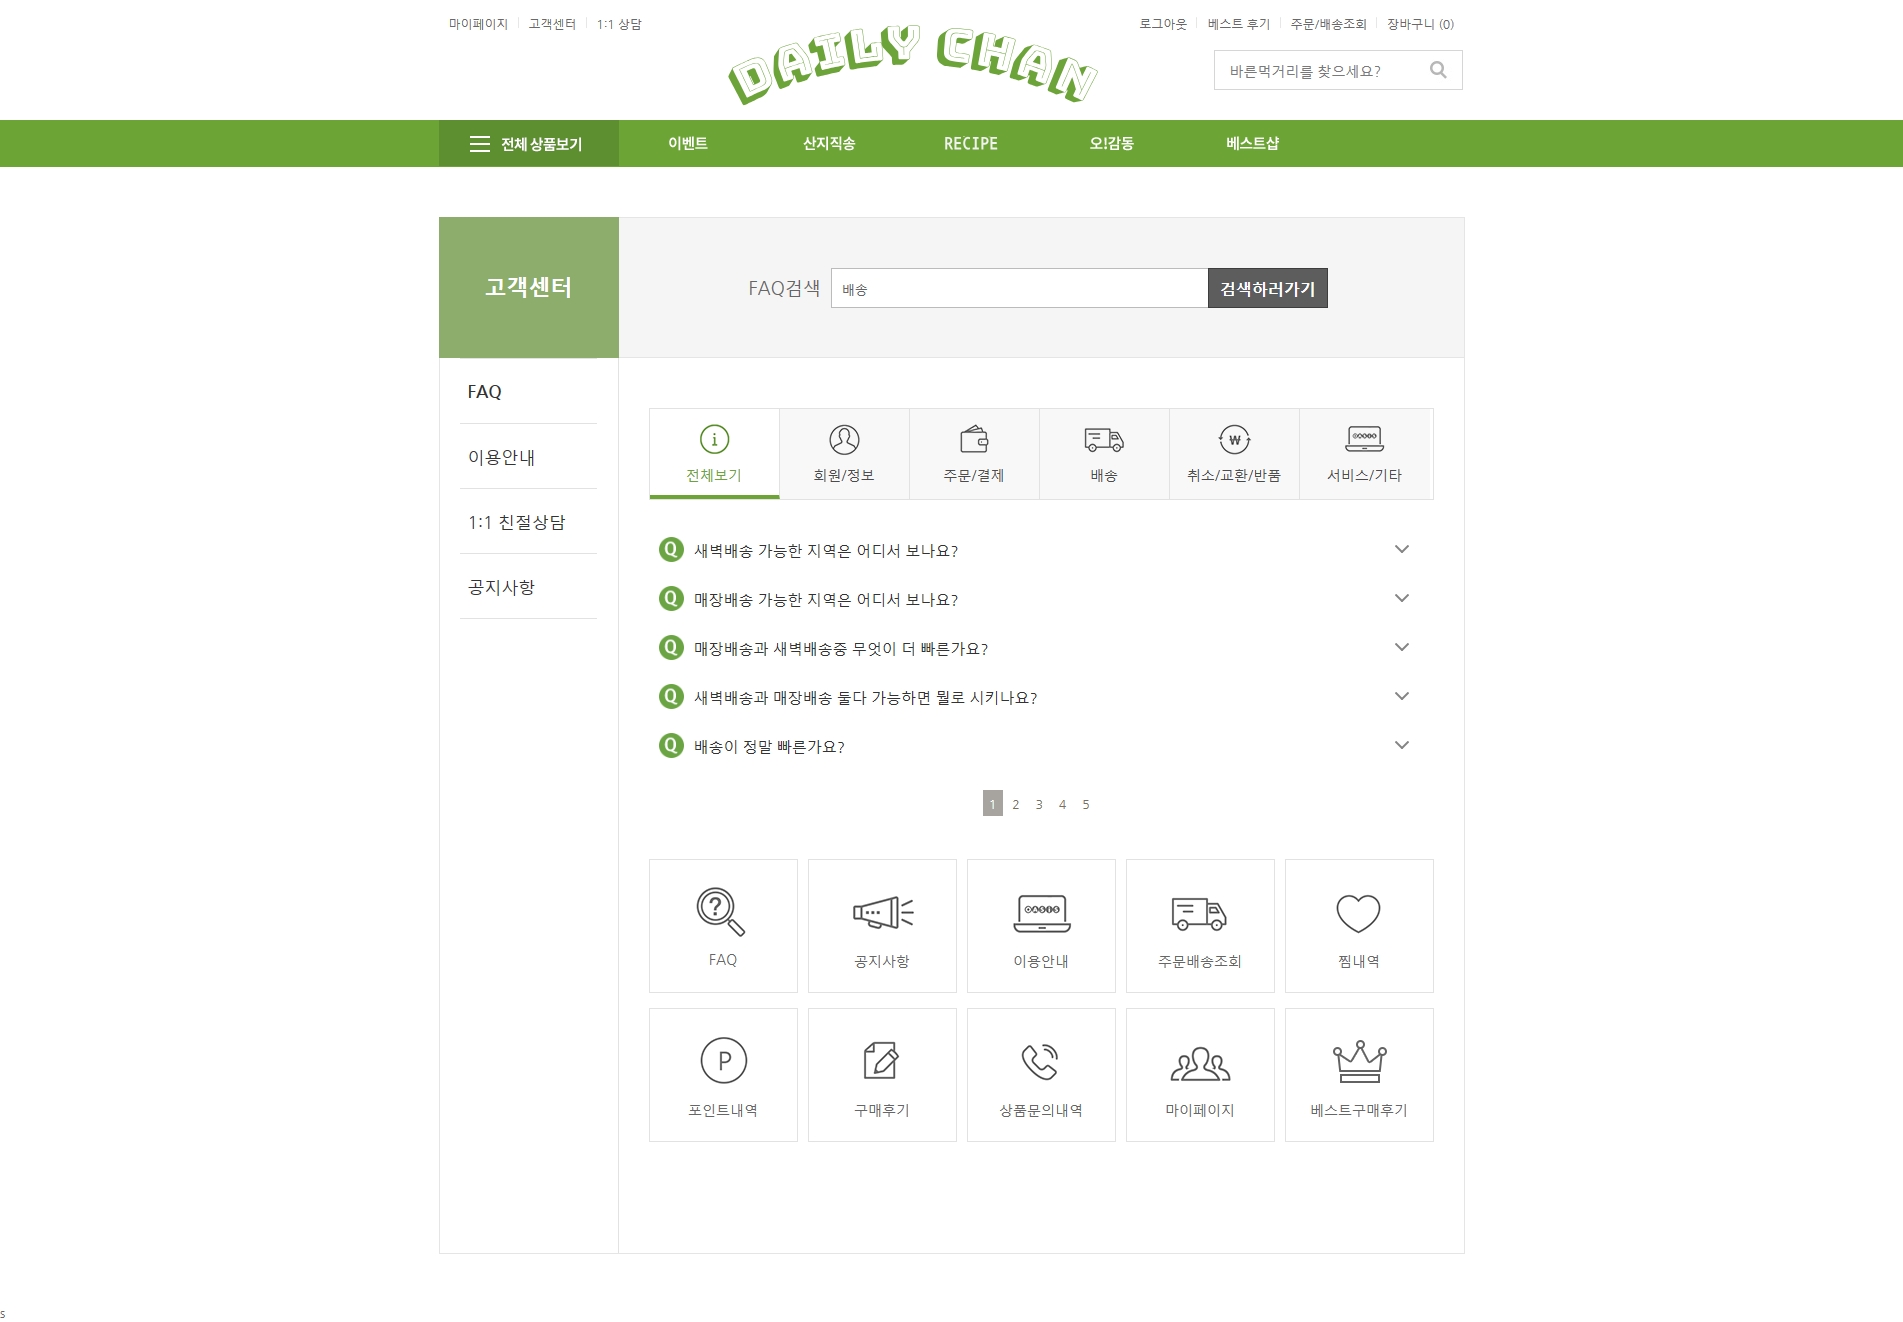 마이페이지 고객센터 1:1 상담
로그아웃 베스트 후기 주문/배송조회 장바구니 (0)
DAILY CHAN
바른먹거리를 찾으세요?
전체 상품보기 이벤트 산지직송 RECIPE 오!감동 베스트샵
고객센터
FAQ검색 배송 검색하러가기
FAQ
이용안내
1:1 친절상담
공지사항
전체보기 회원/정보 주문/결제 배송 취소/교환/반품 서비스/기타
OASIS
Q 새벽배송 가능한 지역은 어디서 보나요?
Q 매장배송 가능한 지역은 어디서 보나요?
Q 매장배송과 새벽배송중 무엇이 더 빠른가요?
Q 새벽배송과 매장배송 둘다 가능하면 뭘로 시키나요?
Q 배송이 정말 빠른가요?
1 2 3 4 5
OASIS
FAQ 공지사항 이용안내 주문배송조회 찜내역
P
포인트내역 구매후기 상품문의내역 마이페이지 베스트구매후기
s